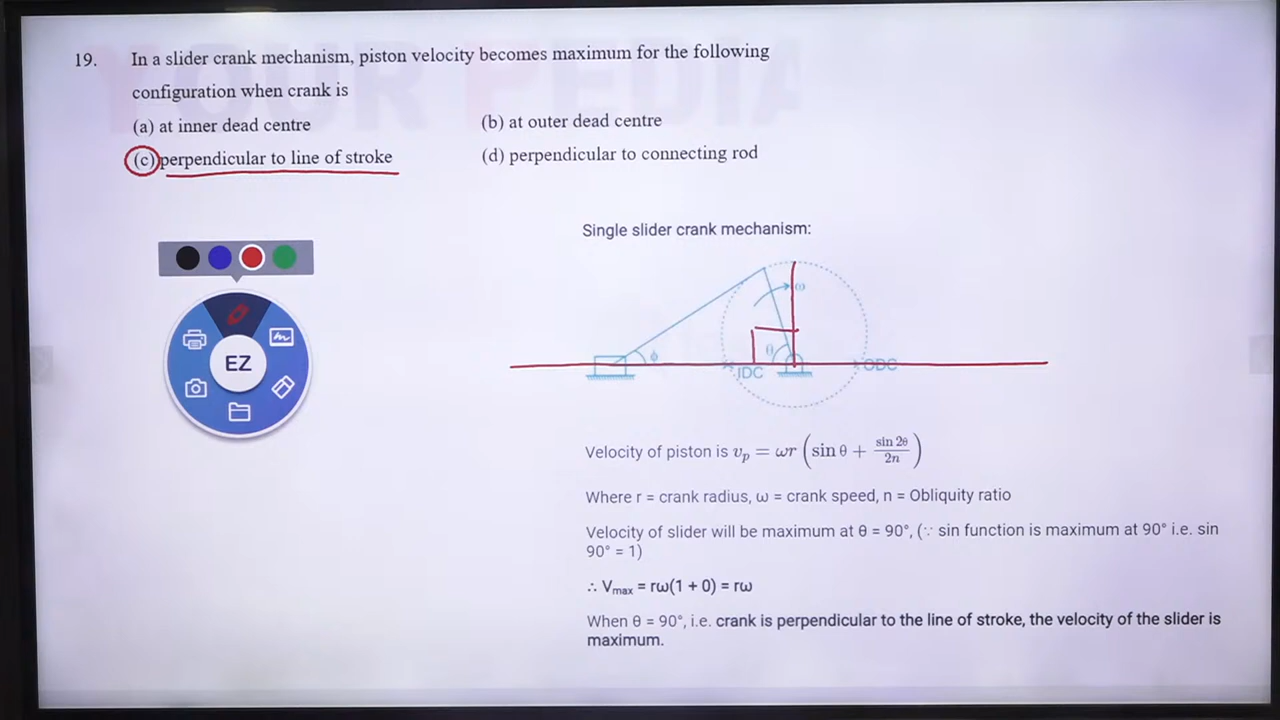 YOUR PEDIA
19. In a slider crank mechanism, piston velocity becomes maximum for the following
configuration when crank is
(a) at inner dead centre (b) at outer dead centre
(c) perpendicular to line of stroke (d) perpendicular to connecting rod
Single slider crank mechanism:
ω
ϕ θ
IDC ODC
EZ
Velocity of piston is vₚ = ωr (sin θ + sin 2θ / 2n)
Where r = crank radius, ω = crank speed, n = Obliquity ratio
Velocity of slider will be maximum at θ = 90°, (∵ sin function is maximum at 90° i.e. sin
90° = 1)
∴ Vmax = rω(1 + 0) = rω
When θ = 90°, i.e. crank is perpendicular to the line of stroke, the velocity of the slider is
maximum.